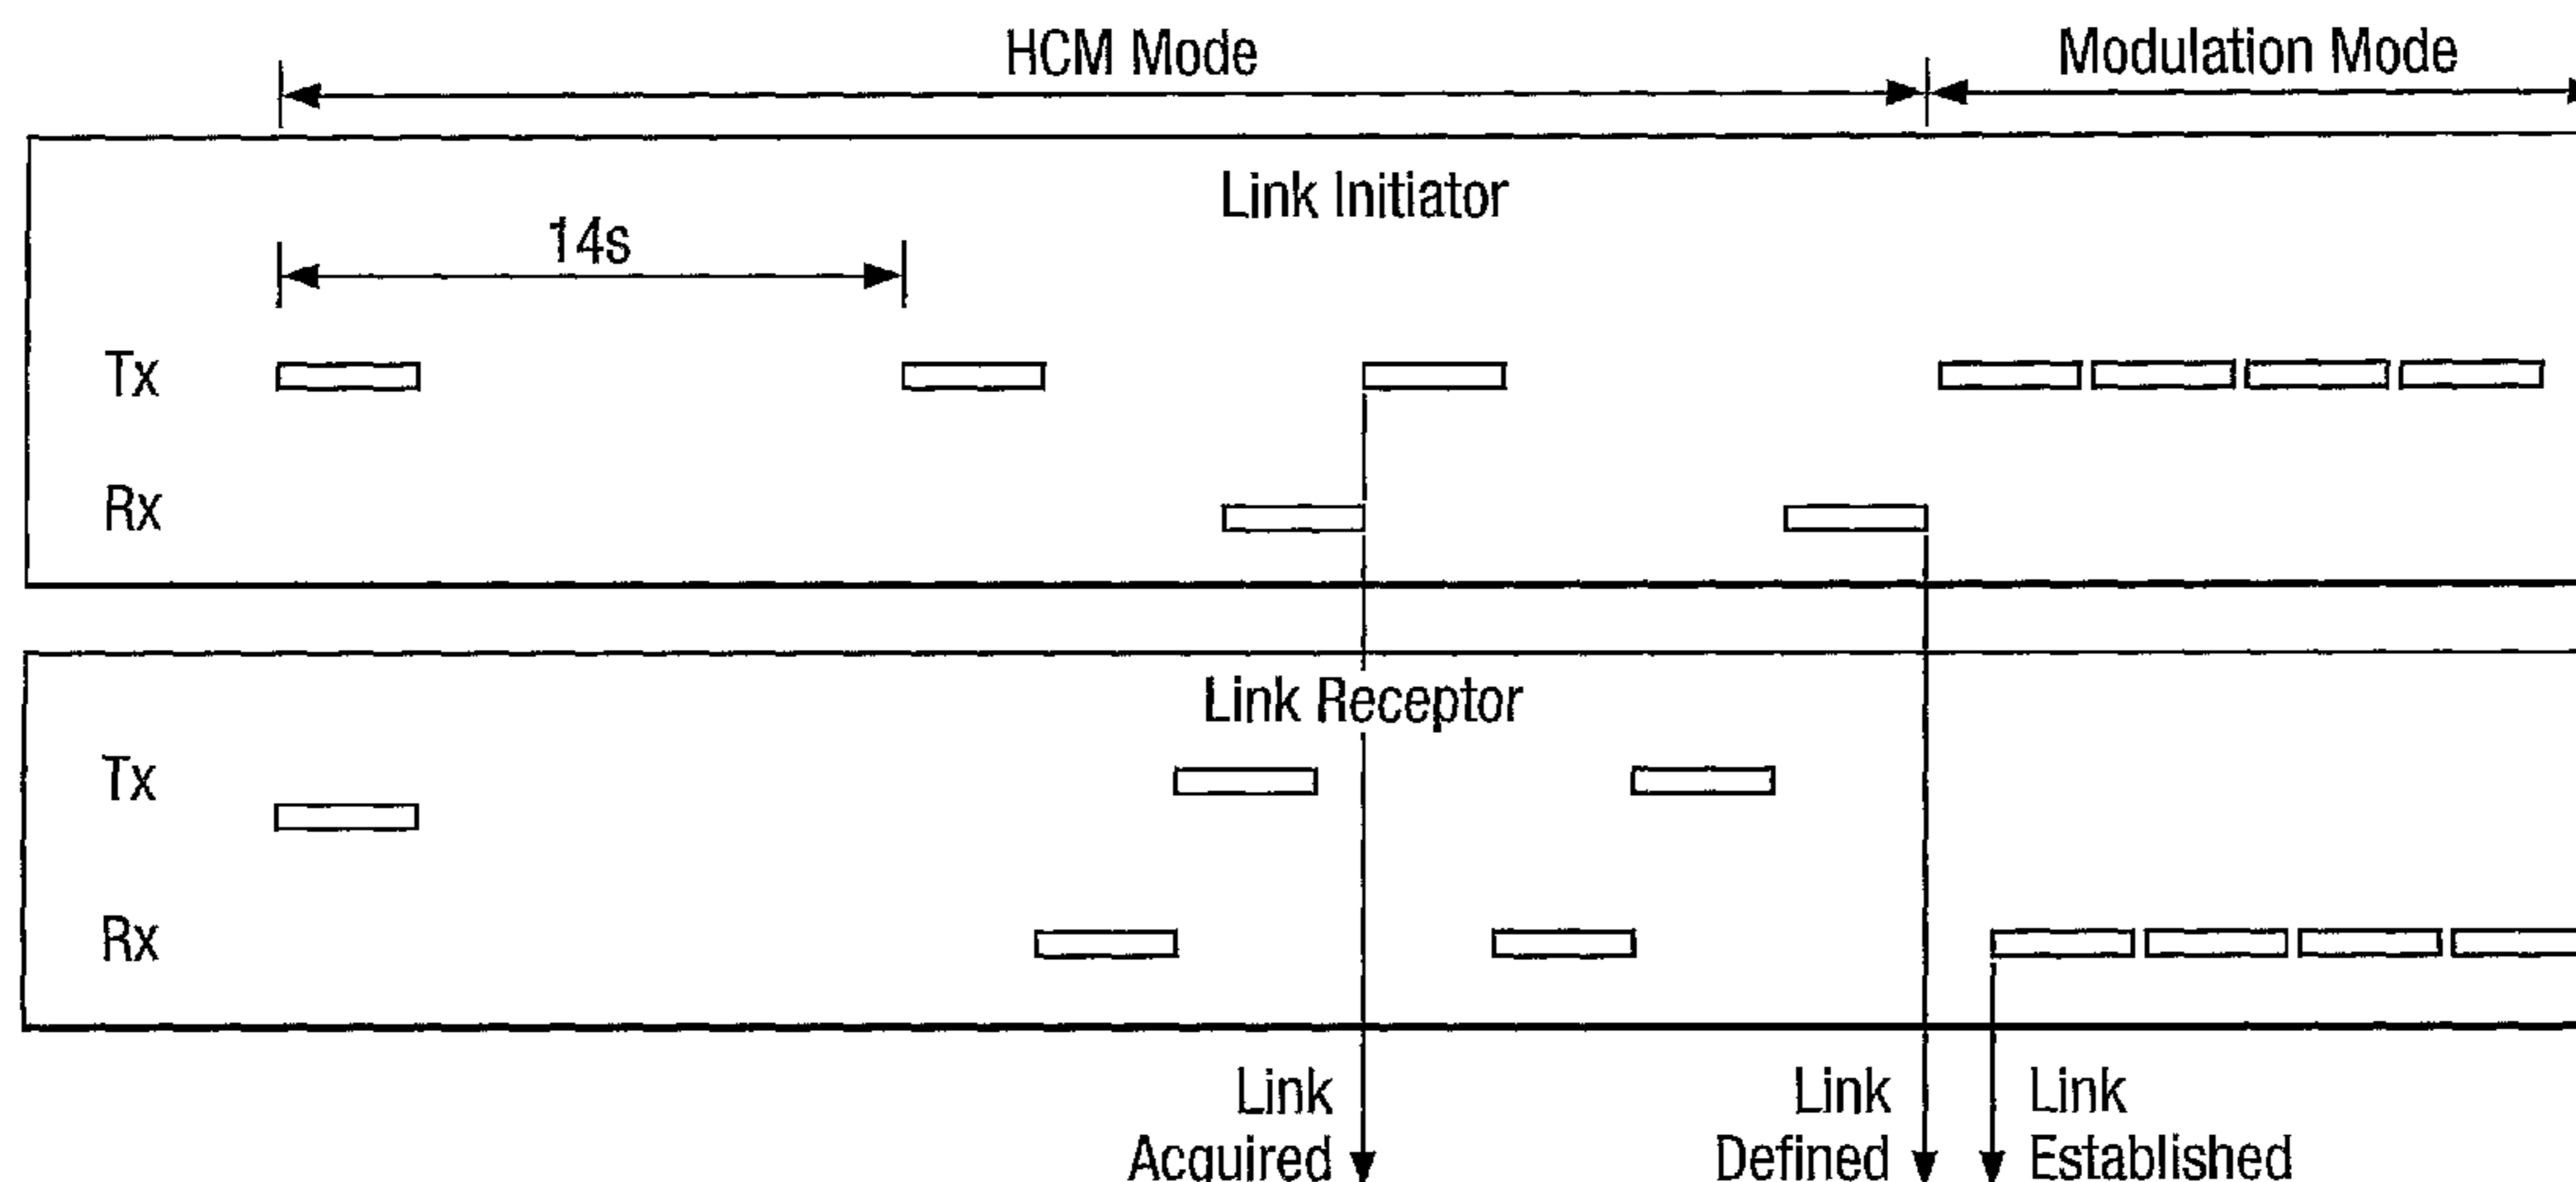 HCM Mode
Modulation Mode
Link Initiator
14s
Tx
Rx
Link Receptor
Tx
Rx
Link
Acquired
Link
Defined
Link
Established